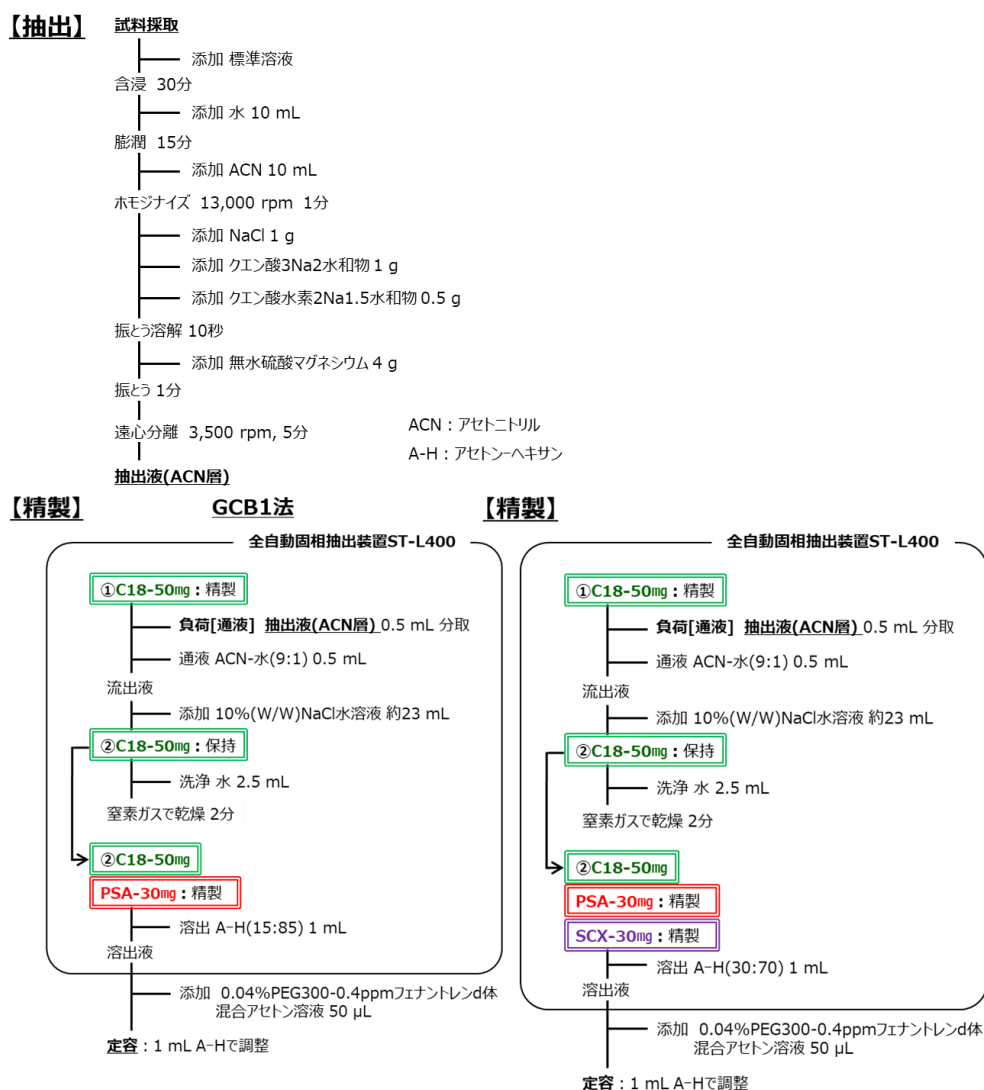 【抽出】
試料採取
添加 標準溶液
含浸 30分
添加 水 10 mL
膨潤 15分
添加 ACN 10 mL
ホモジナイズ 13,000 rpm 1分
添加 NaCl 1 g
添加 クエン酸3Na2水和物 1 g
添加 クエン酸水素2Na1.5水和物 0.5 g
振とう溶解 10秒
添加 無水硫酸マグネシウム 4 g
振とう 1分
遠心分離 3,500 rpm, 5分
抽出液(ACN層)
ACN：アセトニトリル
A-H：アセトン-ヘキサン
【精製】
GCB1法
全自動固相抽出装置ST-L400
①C18-50mg：精製
負荷[通液] 抽出液(ACN層) 0.5 mL 分取
通液 ACN-水(9:1) 0.5 mL
流出液
添加 10%(W/W)NaCl水溶液 約23 mL
②C18-50mg：保持
洗浄 水 2.5 mL
窒素ガスで乾燥 2分
②C18-50mg
PSA-30mg：精製
溶出 A-H(15:85) 1 mL
溶出液
添加 0.04%PEG300-0.4ppmフェナントレンd体
混合アセトン溶液 50 µL
定容：1 mL A-Hで調整
【精製】
全自動固相抽出装置ST-L400
①C18-50mg：精製
負荷[通液] 抽出液(ACN層) 0.5 mL 分取
通液 ACN-水(9:1) 0.5 mL
流出液
添加 10%(W/W)NaCl水溶液 約23 mL
②C18-50mg：保持
洗浄 水 2.5 mL
窒素ガスで乾燥 2分
②C18-50mg
PSA-30mg：精製
SCX-30mg：精製
溶出 A-H(30:70) 1 mL
溶出液
添加 0.04%PEG300-0.4ppmフェナントレンd体
混合アセトン溶液 50 µL
定容：1 mL A-Hで調整